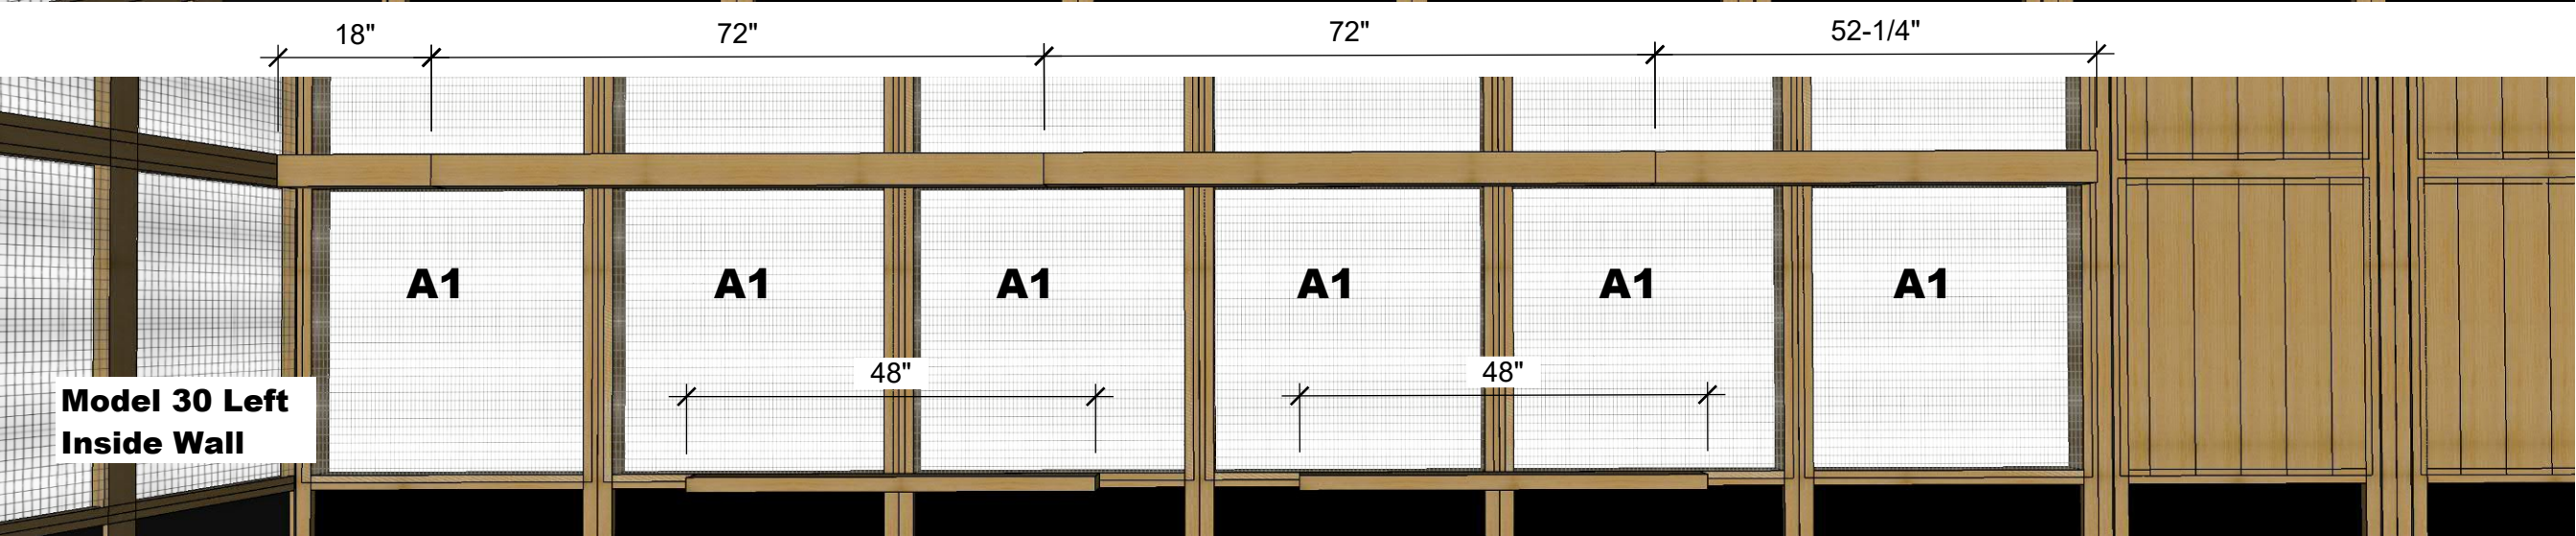 18"
72"
72"
52-1/4"
A1
A1
A1
A1
A1
A1
48"
48"
Model 30 Left
Inside Wall